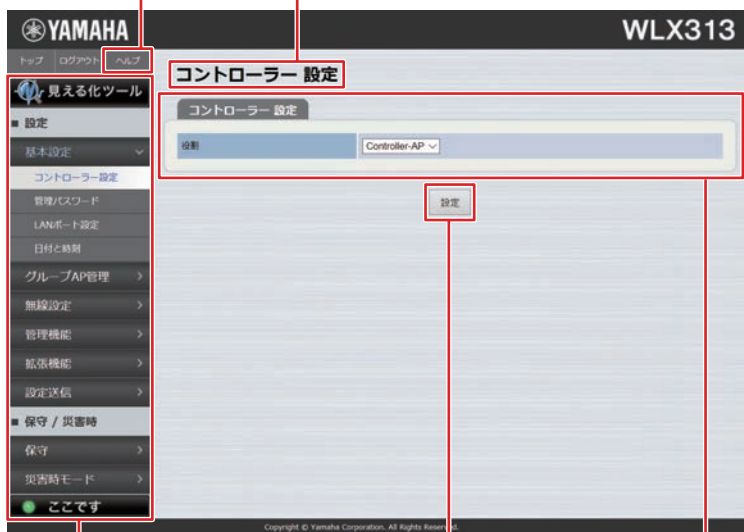 YAMAHA
WLX313
トップ ログアウト ヘルプ
見える化ツール
■ 設定
基本設定
コントローラー設定
管理パスワード
LANポート設定
日付と時刻
グループAP管理
無線設定
管理機能
拡張機能
設定送信
■ 保守 / 災害時
保守
災害時モード
ここです
コントローラー 設定
コントローラー 設定
役割 Controller-AP
設定
Copyright © Yamaha Corporation. All Rights Reserved.